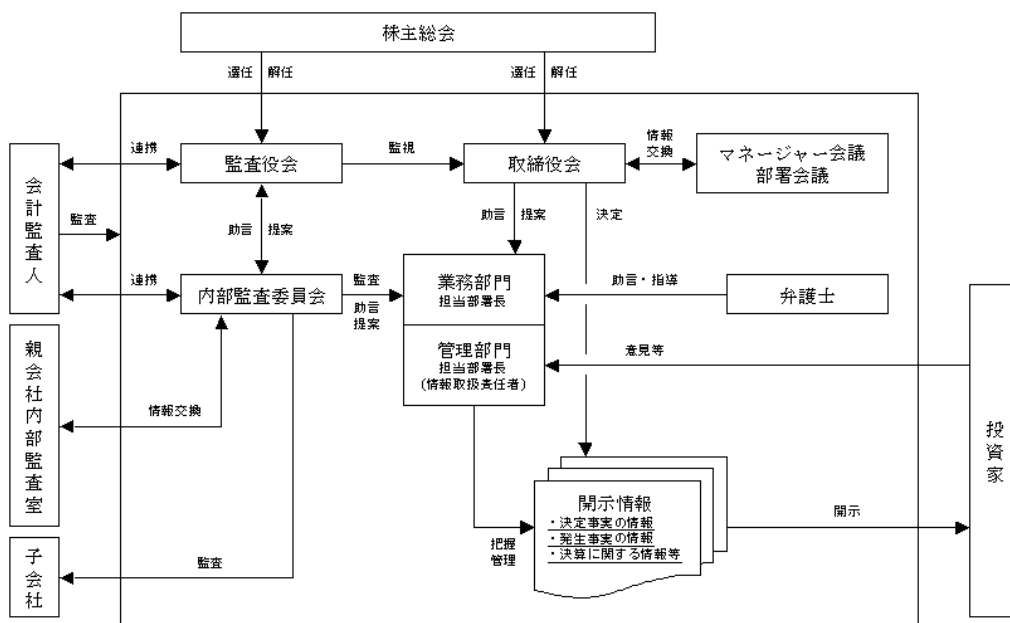 株主総会
選任 解任
選任 解任
連携
監査役会
監視
取締役会
情報
交換
マネージャー会議
部署会議
会計監査人
監査
助言 提案
助言 提案
決定
連携
内部監査委員会
監査
助言
提案
業務部門
担当部署長
助言・指導
弁護士
管理部門
担当部署長
(情報取扱責任者)
意見等
親会社内部監査室
情報交換
投資家
開示情報
・決定事実の情報
・発生事実の情報
・決算に関する情報等
把握
管理
開示
子会社
監査